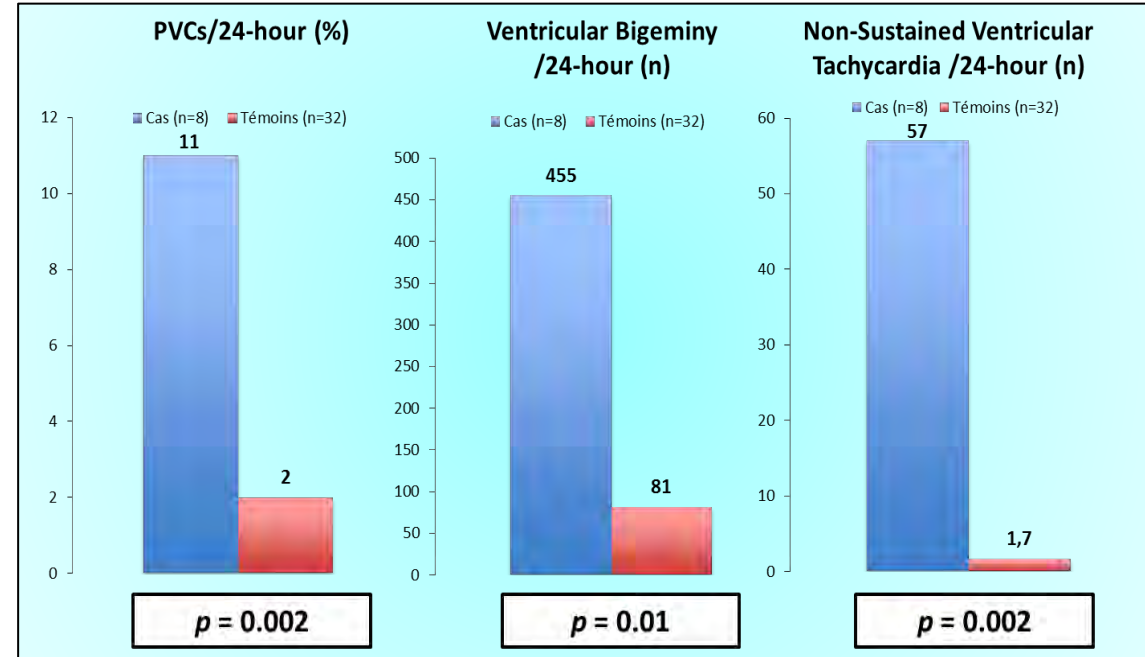 PVCs/24-hour (%)
Cas (n=8) Témoins (n=32)
12
10
8
6
4
2
0
11
2
p = 0.002
Ventricular Bigeminy
/24-hour (n)
Cas (n=8) Témoins (n=32)
500
450
400
350
300
250
200
150
100
50
0
455
81
p = 0.01
Non-Sustained Ventricular
Tachycardia /24-hour (n)
Cas (n=8) Témoins (n=32)
60
50
40
30
20
10
0
57
1,7
p = 0.002